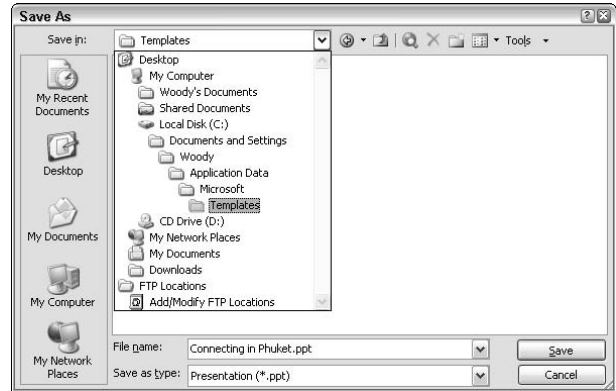 Save As
Save in:
Templates
Tools
Desktop
My Computer
Woody's Documents
Shared Documents
Local Disk (C:)
Documents and Settings
Woody
Application Data
Microsoft
Templates
CD Drive (D:)
My Network Places
My Documents
Downloads
FTP Locations
Add/Modify FTP Locations
My Recent
Documents
Desktop
My Documents
My Computer
My Network
Places
File name:
Connecting in Phuket.ppt
Save
Save as type:
Presentation (*.ppt)
Cancel